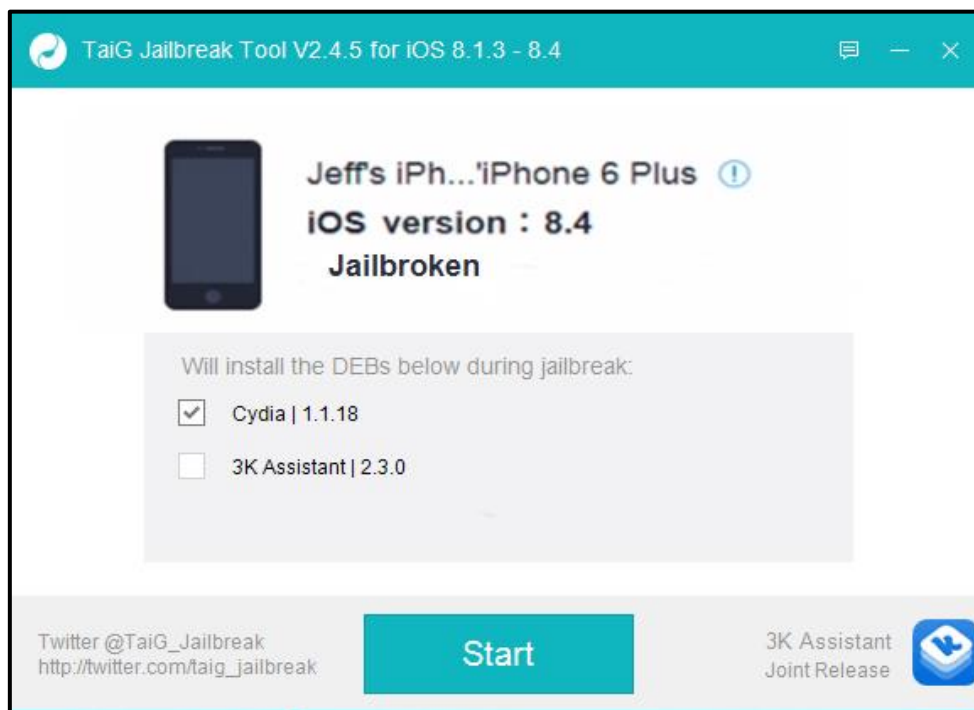 TaiG Jailbreak Tool V2.4.5 for iOS 8.1.3 - 8.4
Jeff's iPh...'iPhone 6 Plus
iOS version : 8.4
Jailbroken
Will install the DEBs below during jailbreak:
Cydia | 1.1.18
3K Assistant | 2.3.0
Twitter @TaiG_Jailbreak
http://twitter.com/taig_jailbreak
Start
3K Assistant
Joint Release